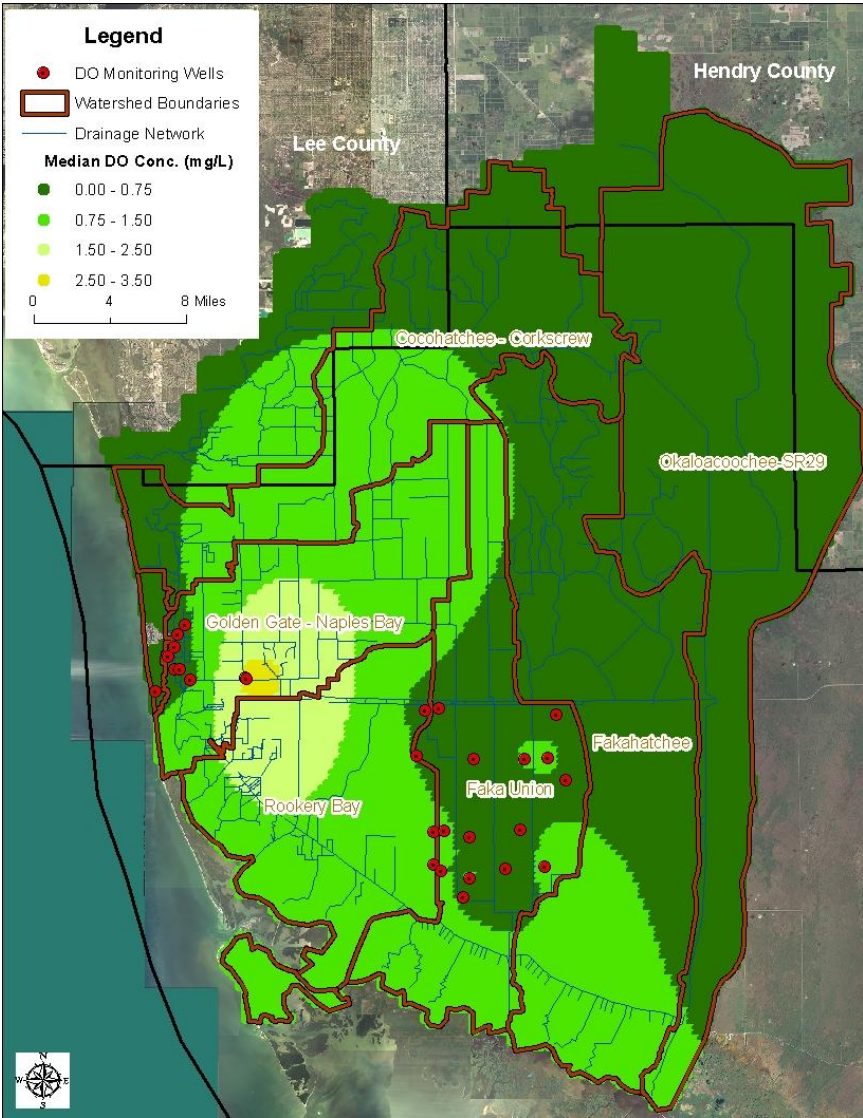 Legend
DO Monitoring Wells
Watershed Boundaries
Drainage Network
Median DO Conc. (mg/L)
0.00 - 0.75
0.75 - 1.50
1.50 - 2.50
2.50 - 3.50
0 4 8 Miles
Hendry County
Lee County
Cocohatchee - Corkscrew
Okaloacoochee-SR29
Golden Gate - Naples Bay
Fakahatchee
Faka Union
Rookery Bay
N
W E
S